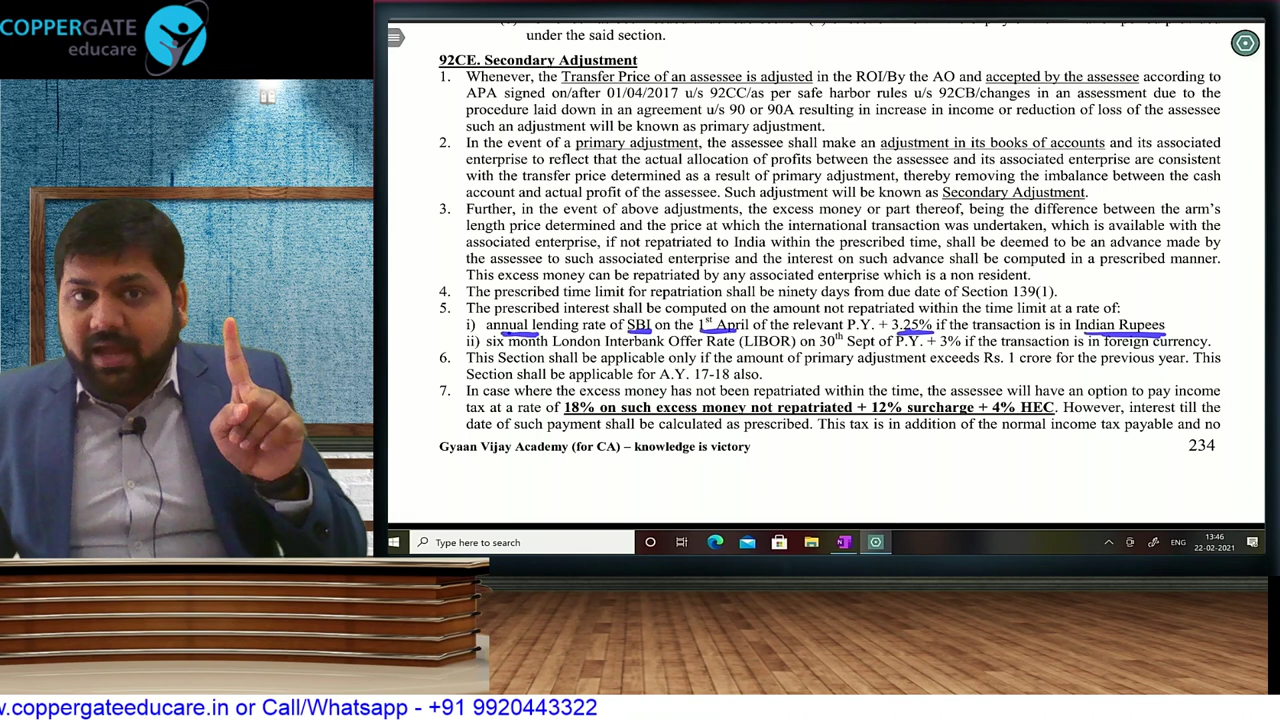 COPPERGATE
educare
under the said section.
92CE. Secondary Adjustment
1. Whenever, the Transfer Price of an assessee is adjusted in the ROI/By the AO and accepted by the assessee according to
APA signed on/after 01/04/2017 u/s 92CC/as per safe harbor rules u/s 92CB/changes in an assessment due to the
procedure laid down in an agreement u/s 90 or 90A resulting in increase in income or reduction of loss of the assessee
such an adjustment will be known as primary adjustment.
2. In the event of a primary adjustment, the assessee shall make an adjustment in its books of accounts and its associated
enterprise to reflect that the actual allocation of profits between the assessee and its associated enterprise are consistent
with the transfer price determined as a result of primary adjustment, thereby removing the imbalance between the cash
account and actual profit of the assessee. Such adjustment will be known as Secondary Adjustment.
3. Further, in the event of above adjustments, the excess money or part thereof, being the difference between the arm's
length price determined and the price at which the international transaction was undertaken, which is available with the
associated enterprise, if not repatriated to India within the prescribed time, shall be deemed to be an advance made by
the assessee to such associated enterprise and the interest on such advance shall be computed in a prescribed manner.
This excess money can be repatriated by any associated enterprise which is a non resident.
4. The prescribed time limit for repatriation shall be ninety days from due date of Section 139(1).
5. The prescribed interest shall be computed on the amount not repatriated within the time limit at a rate of:
i) annual lending rate of SBI on the 1st April of the relevant P.Y. + 3.25% if the transaction is in Indian Rupees
ii) six month London Interbank Offer Rate (LIBOR) on 30th Sept of P.Y. + 3% if the transaction is in foreign currency.
6. This Section shall be applicable only if the amount of primary adjustment exceeds Rs. 1 crore for the previous year. This
Section shall be applicable for A.Y. 17-18 also.
7. In case where the excess money has not been repatriated within the time, the assessee will have an option to pay income
tax at a rate of 18% on such excess money not repatriated + 12% surcharge + 4% HEC. However, interest till the
date of such payment shall be calculated as prescribed. This tax is in addition of the normal income tax payable and no
Gyaan Vijay Academy (for CA) – knowledge is victory 234
Type here to search
ENG
13:46
22-02-2021
w.coppergateeducare.in or Call/Whatsapp - +91 9920443322